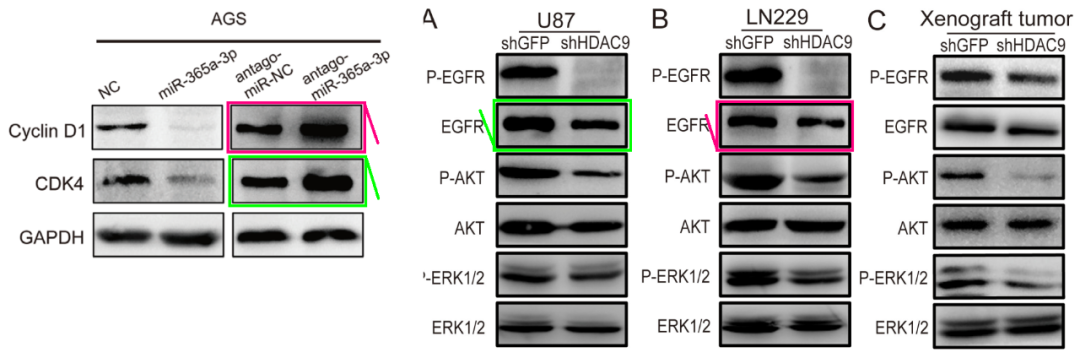 AGS
NC
miR-365a-3p
antago-
miR-NC
antago-
miR-365a-3p
Cyclin D1
CDK4
GAPDH
A
U87
shGFP shHDAC9
P-EGFR
EGFR
P-AKT
AKT
P-ERK1/2
ERK1/2
B
LN229
shGFP shHDAC9
P-EGFR
EGFR
P-AKT
AKT
P-ERK1/2
ERK1/2
C
Xenograft tumor
shGFP shHDAC9
P-EGFR
EGFR
P-AKT
AKT
P-ERK1/2
ERK1/2